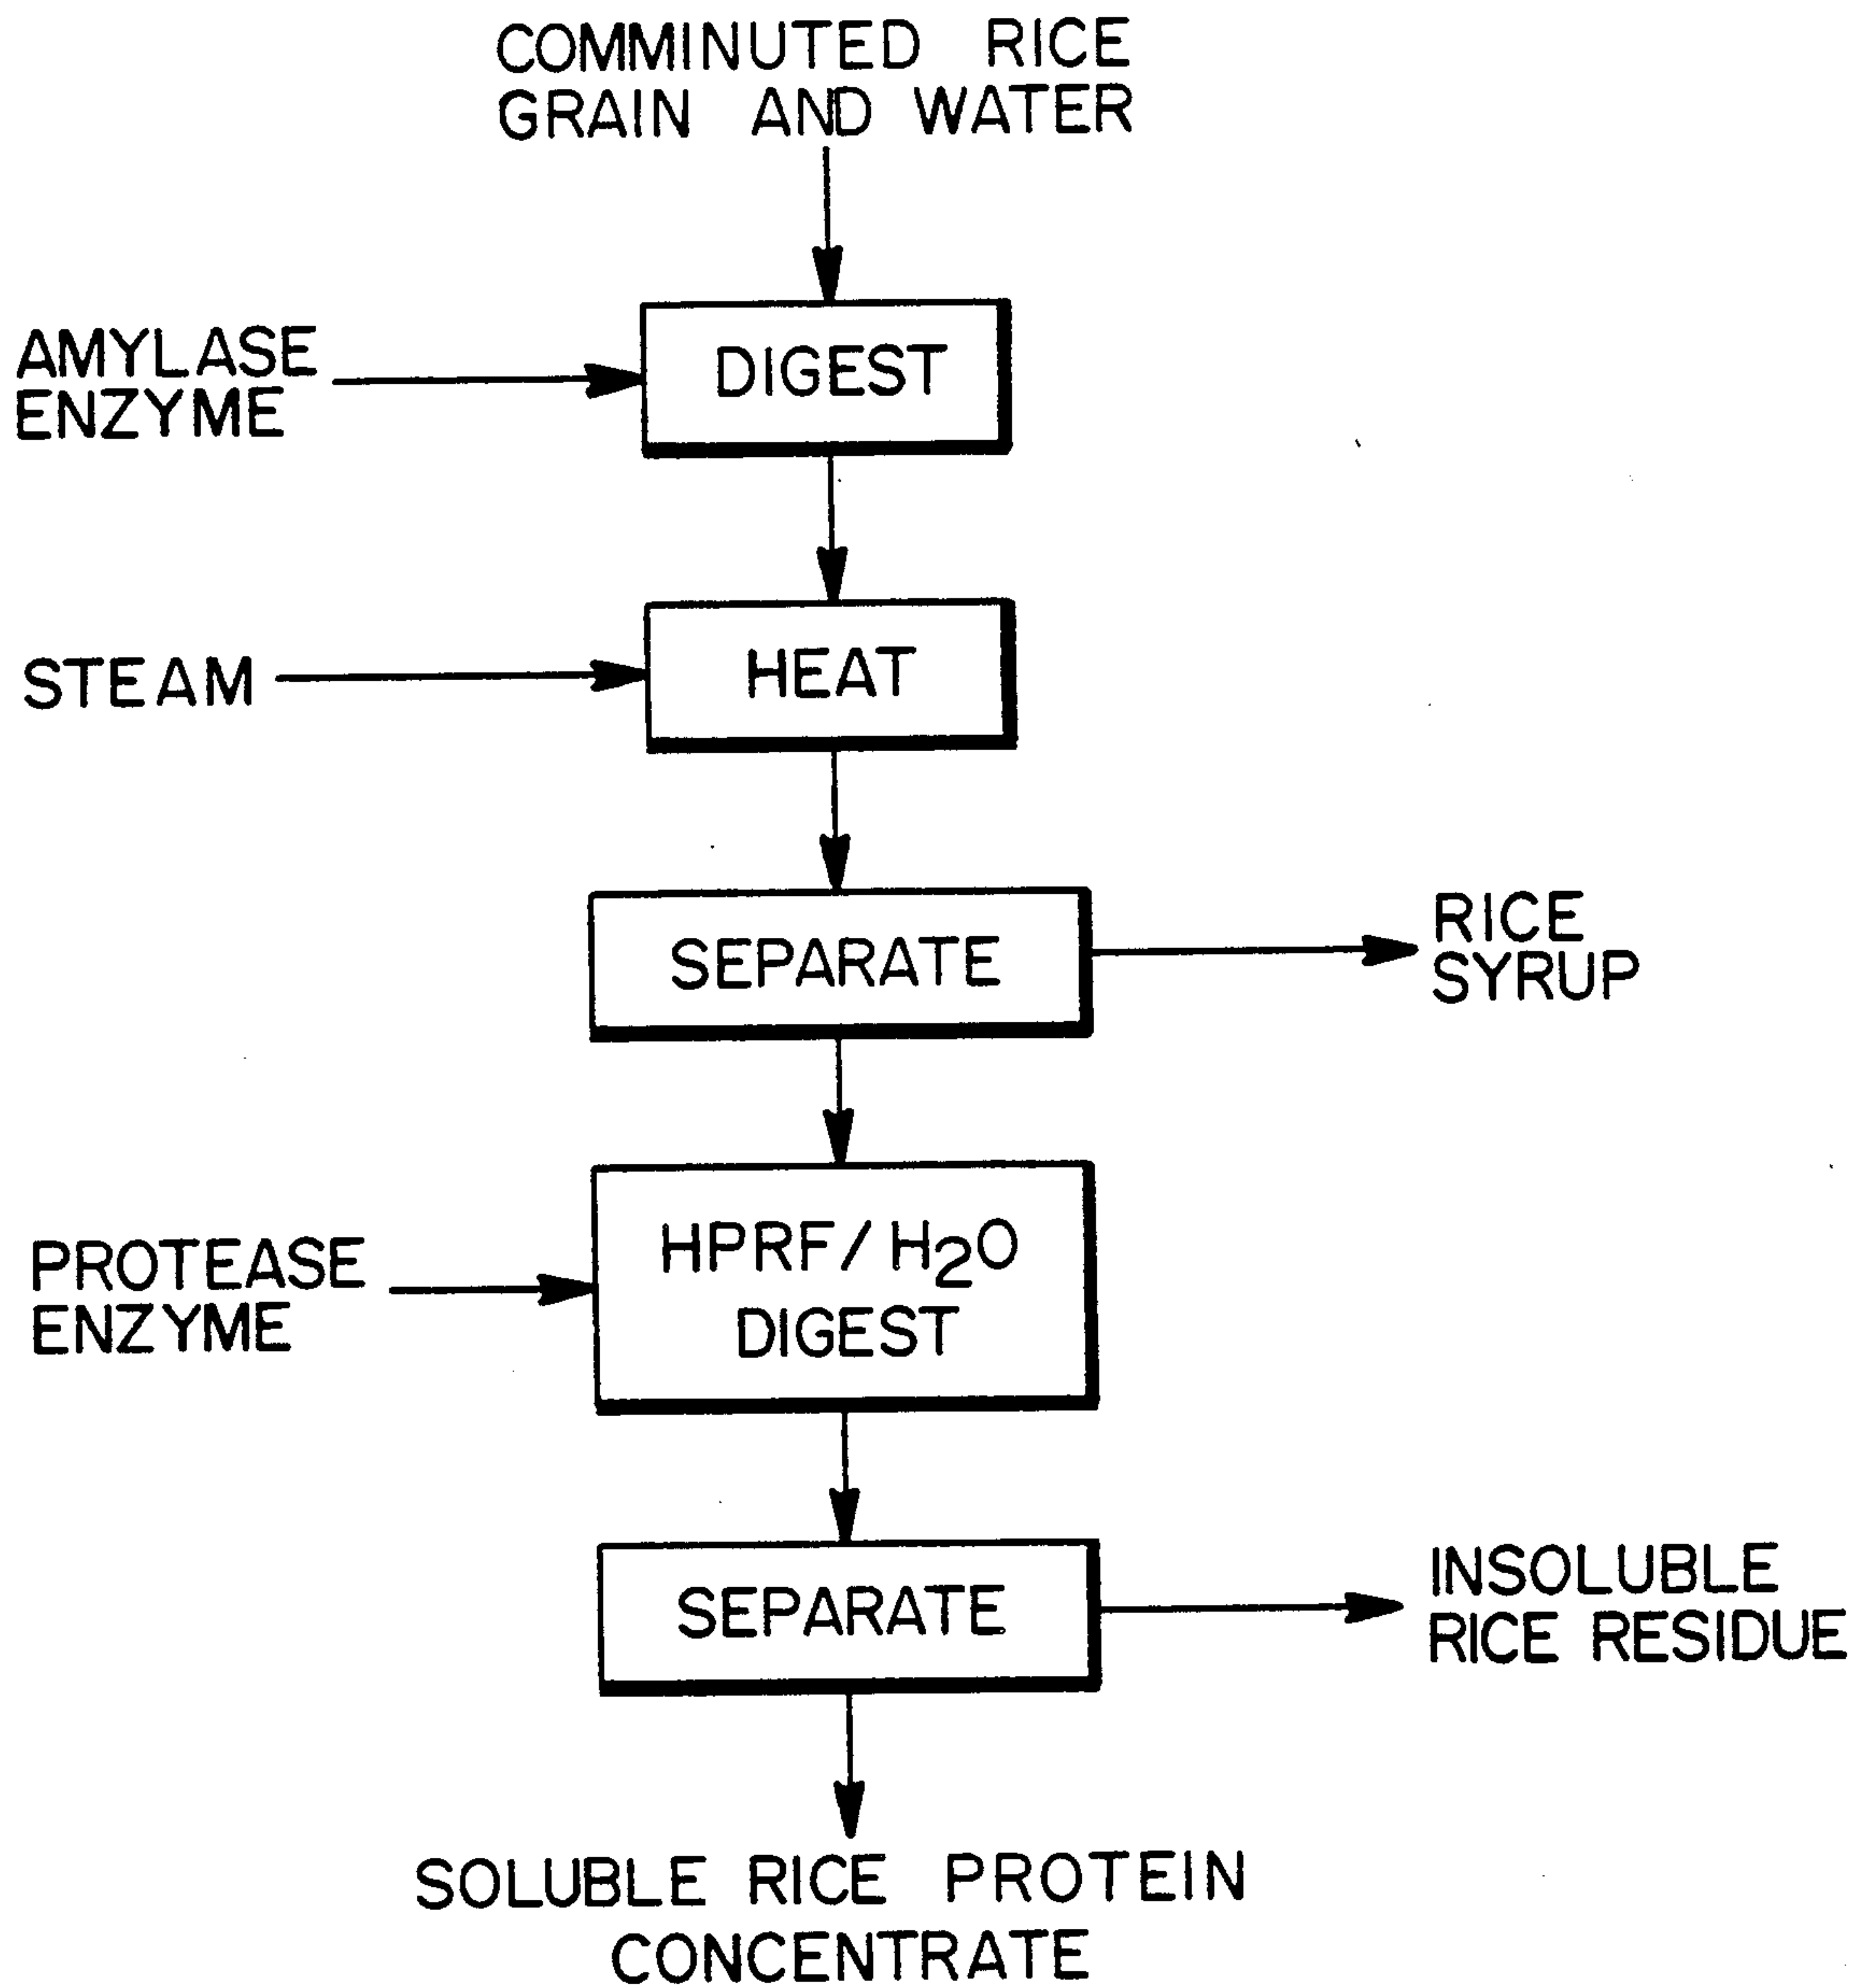 COMMINUTED RICE
GRAIN AND WATER
AMYLASE
ENZYME
DIGEST
STEAM
HEAT
SEPARATE
RICE
SYRUP
PROTEASE
ENZYME
HPRF/H₂O
DIGEST
SEPARATE
INSOLUBLE
RICE RESIDUE
SOLUBLE RICE PROTEIN
CONCENTRATE